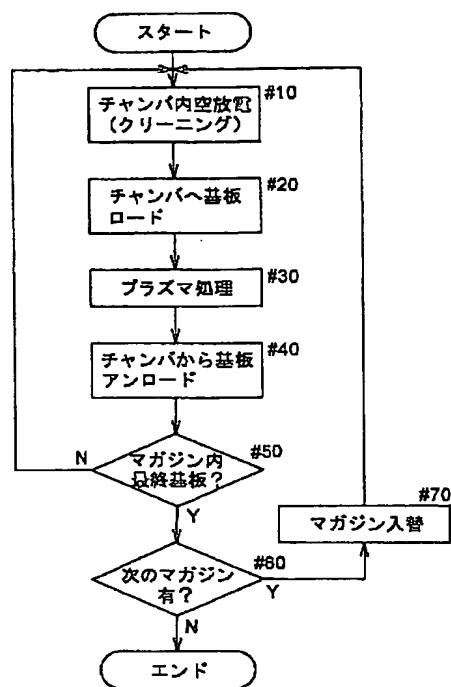 スタート
#10
チャンバ内空放電
(クリーニング)
#20
チャンバへ基板
ロード
#30
プラズマ処理
#40
チャンバから基板
アンロード
N
#50
マガジン内
最終基板?
Y
#70
マガジン入替
#60
次のマガジン
有?
Y
N
エンド